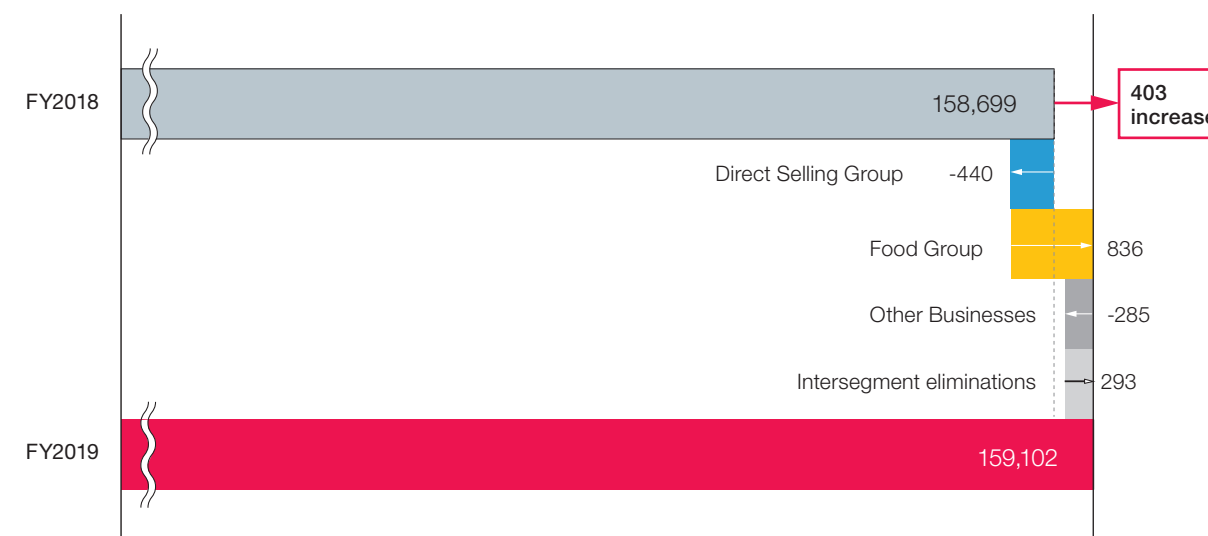 FY2018
158,699
403
increase
Direct Selling Group -440
Food Group 836
Other Businesses -285
Intersegment eliminations 293
FY2019
159,102